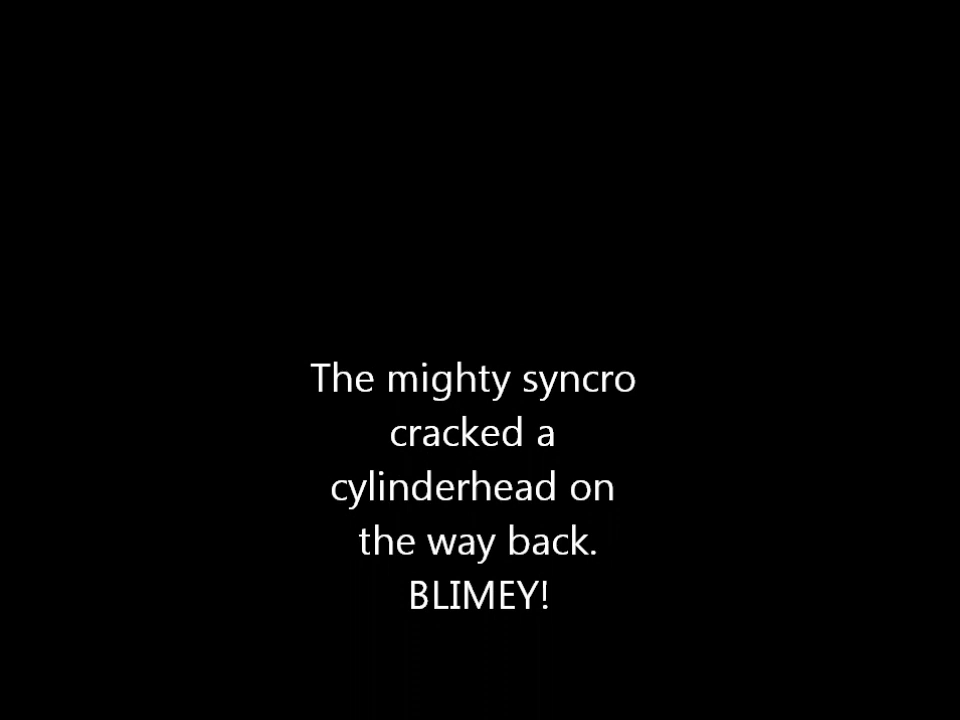 The mighty syncro
cracked a
cylinderhead on
the way back.
BLIMEY!